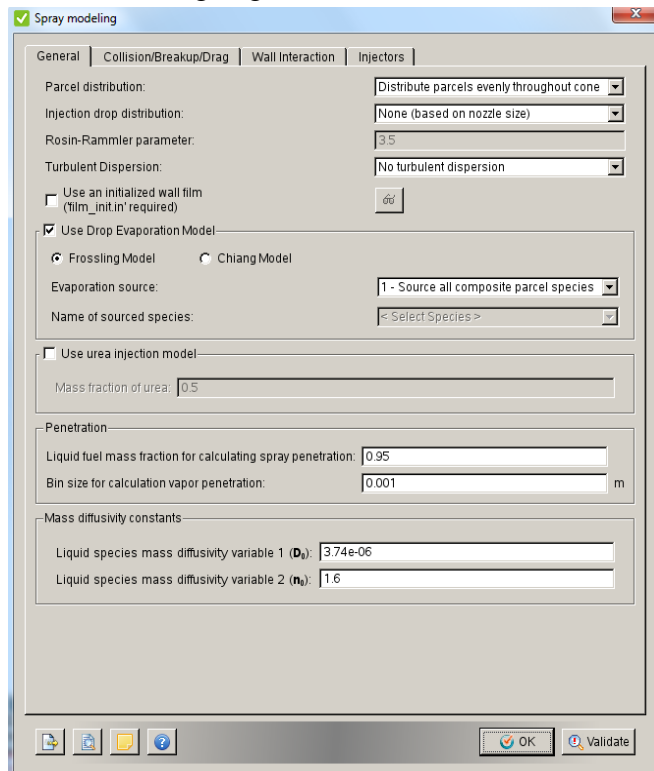 Spray modeling
General Collision/Breakup/Drag Wall Interaction Injectors
Parcel distribution: Distribute parcels evenly throughout cone
Injection drop distribution: None (based on nozzle size)
Rosin-Rammler parameter: 3.5
Turbulent Dispersion: No turbulent dispersion
Use an initialized wall film
('film_init.in' required)
Use Drop Evaporation Model
Frossling Model Chiang Model
Evaporation source: 1 - Source all composite parcel species
Name of sourced species: < Select Species >
Use urea injection model
Mass fraction of urea: 0.5
Penetration
Liquid fuel mass fraction for calculating spray penetration: 0.95
Bin size for calculation vapor penetration: 0.001 m
Mass diffusivity constants
Liquid species mass diffusivity variable 1 (D₀): 3.74e-06
Liquid species mass diffusivity variable 2 (n₀): 1.6
OK Validate